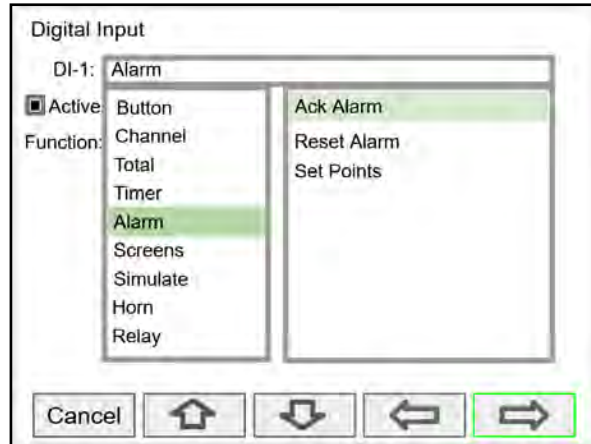 Digital Input
DI-1: Alarm
Active
Function:
Button
Channel
Total
Timer
Alarm
Screens
Simulate
Horn
Relay
Ack Alarm
Reset Alarm
Set Points
Cancel